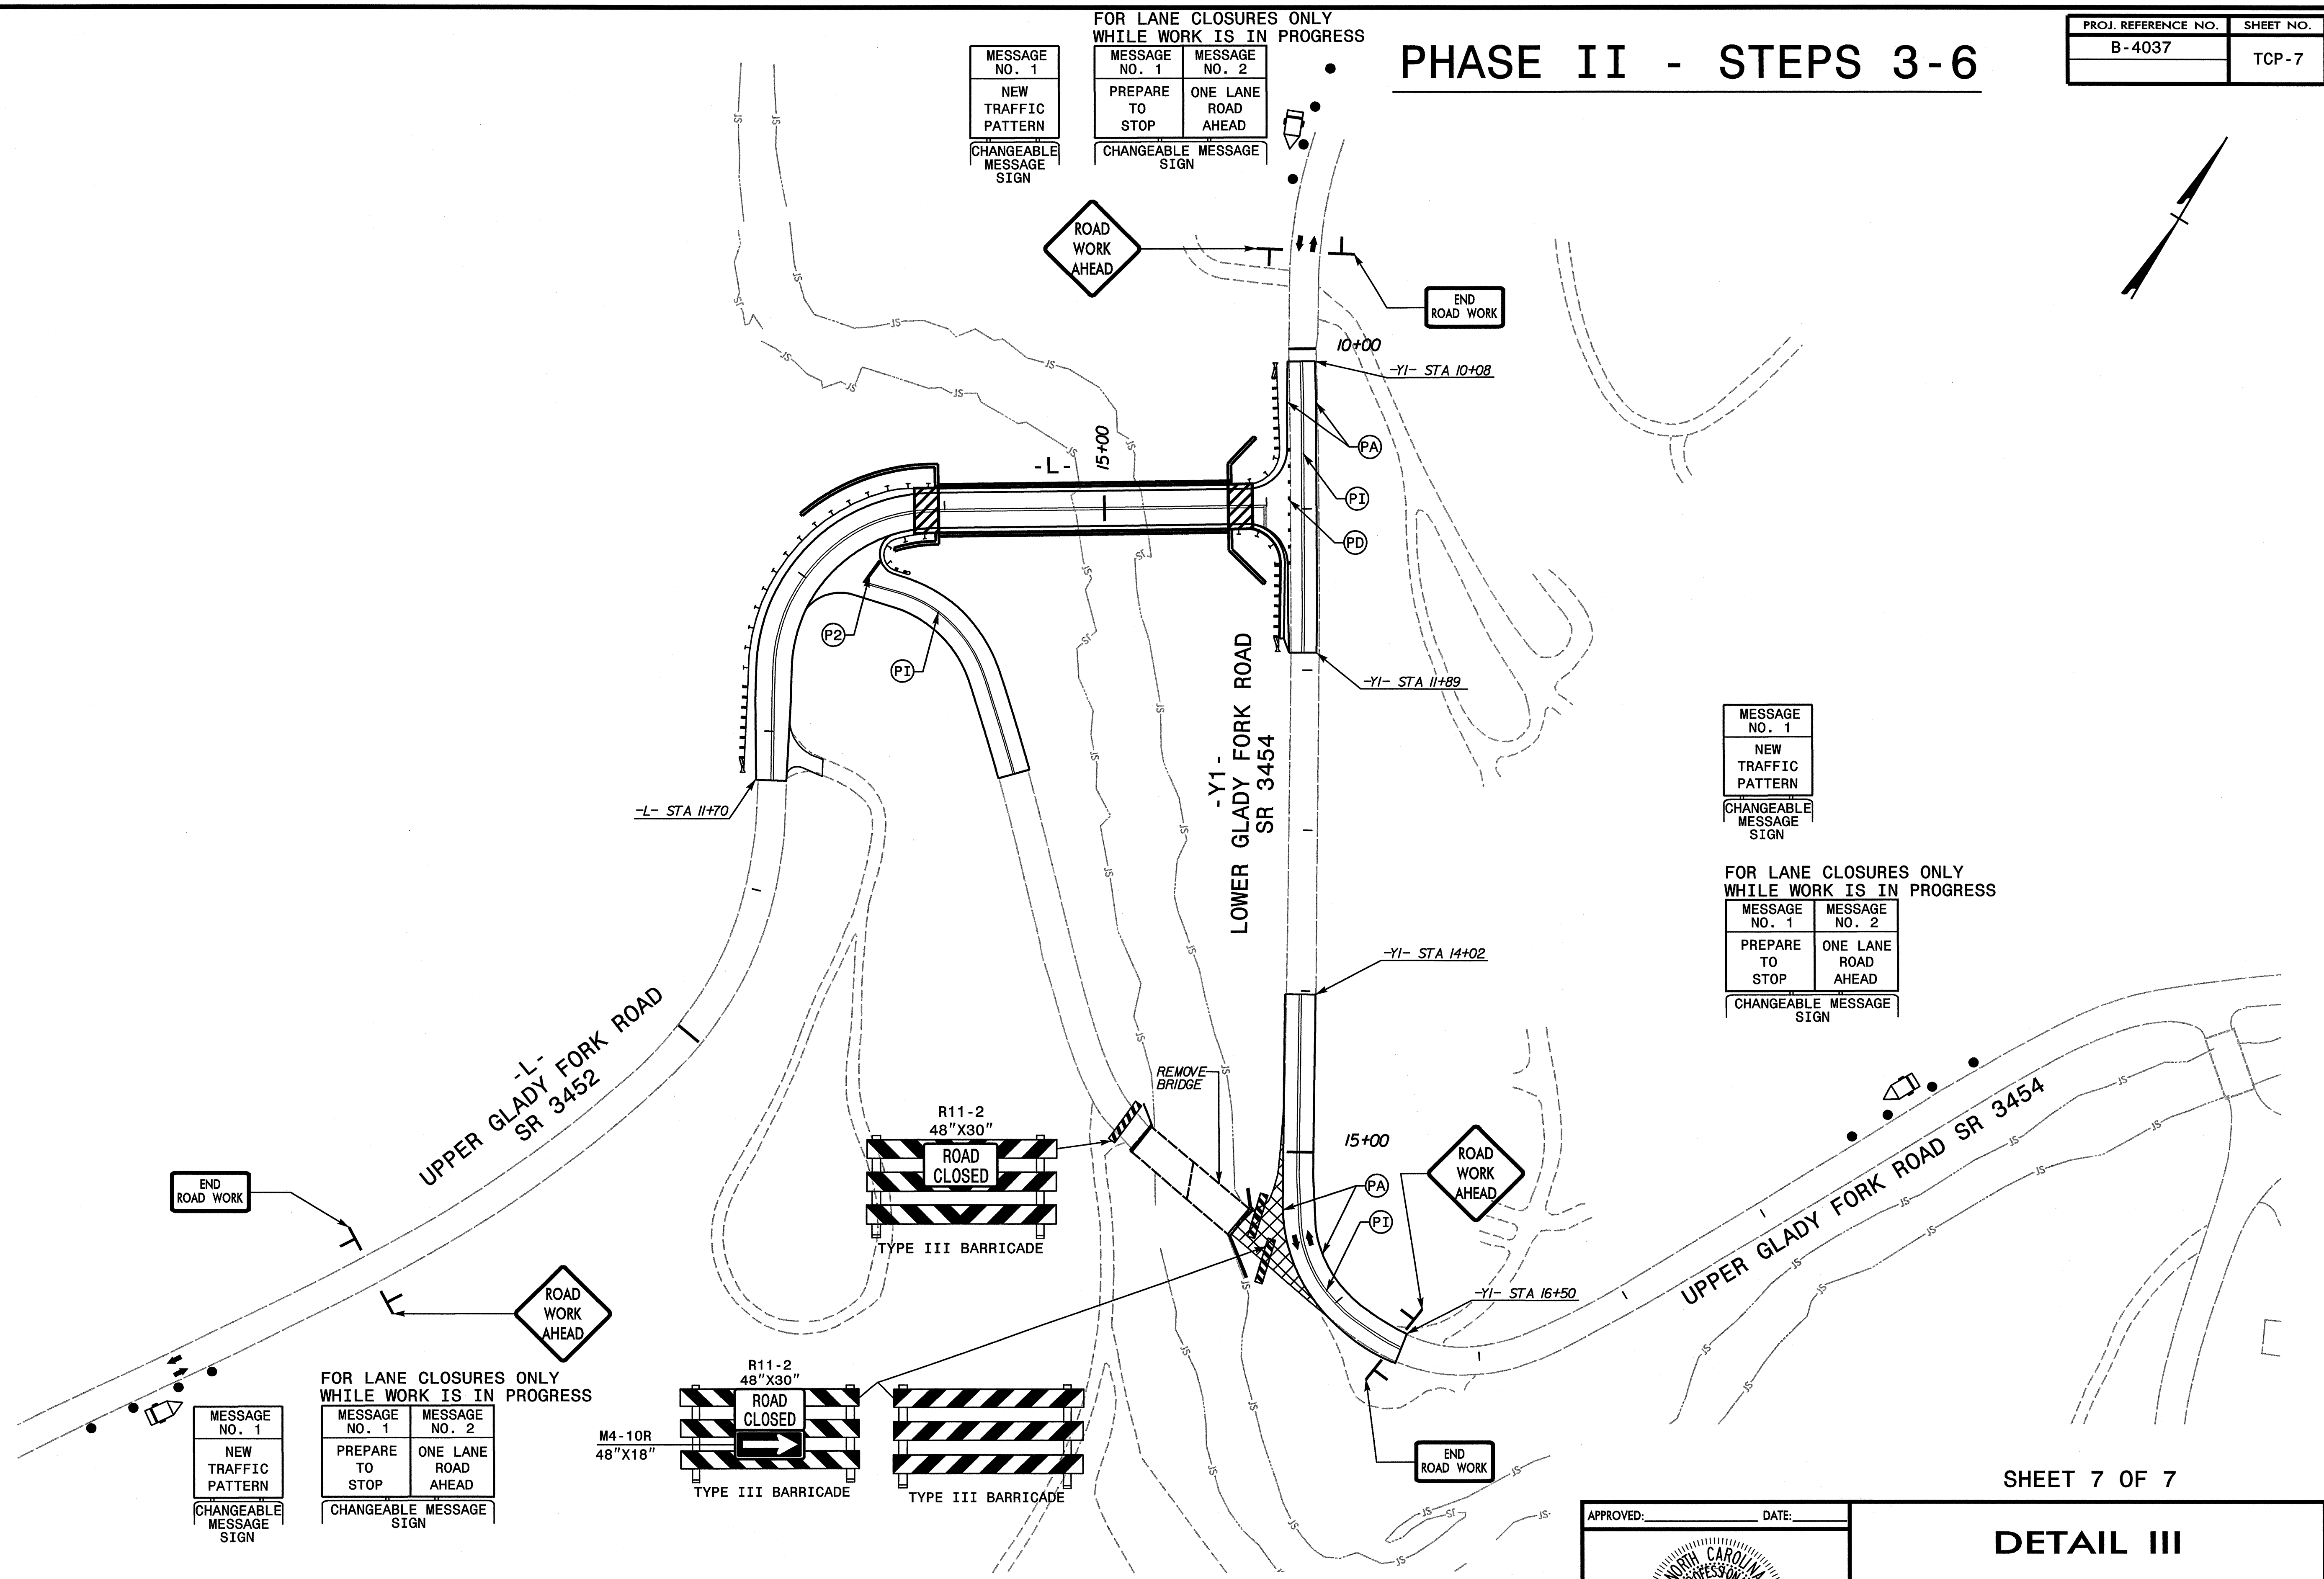 FOR LANE CLOSURES ONLY
WHILE WORK IS IN PROGRESS
MESSAGE
NO. 1
NEW
TRAFFIC
PATTERN
CHANGEABLE
MESSAGE
SIGN
MESSAGE
NO. 1
MESSAGE
NO. 2
PREPARE
TO
STOP
ONE LANE
ROAD
AHEAD
CHANGEABLE MESSAGE
SIGN
PHASE II - STEPS 3-6
PROJ. REFERENCE NO.
SHEET NO.
B-4037
TCP-7
ROAD
WORK
AHEAD
END
ROAD WORK
10+00
-Y1- STA 10+08
PA
PI
PD
-L-
15+00
P2
PI
-Y1- STA 11+89
-L- STA 11+70
-Y1-
LOWER GLADY FORK ROAD
SR 3454
MESSAGE
NO. 1
NEW
TRAFFIC
PATTERN
CHANGEABLE
MESSAGE
SIGN
FOR LANE CLOSURES ONLY
WHILE WORK IS IN PROGRESS
MESSAGE
NO. 1
MESSAGE
NO. 2
PREPARE
TO
STOP
ONE LANE
ROAD
AHEAD
CHANGEABLE MESSAGE
SIGN
-Y1- STA 14+02
-L-
UPPER GLADY FORK ROAD
SR 3452
REMOVE
BRIDGE
R11-2
48"X30"
ROAD
CLOSED
TYPE III BARRICADE
15+00
PA
PI
ROAD
WORK
AHEAD
UPPER GLADY FORK ROAD SR 3454
-Y1- STA 16+50
END
ROAD WORK
END
ROAD WORK
ROAD
WORK
AHEAD
FOR LANE CLOSURES ONLY
WHILE WORK IS IN PROGRESS
MESSAGE
NO. 1
NEW
TRAFFIC
PATTERN
CHANGEABLE
MESSAGE
SIGN
MESSAGE
NO. 1
MESSAGE
NO. 2
PREPARE
TO
STOP
ONE LANE
ROAD
AHEAD
CHANGEABLE MESSAGE
SIGN
R11-2
48"X30"
ROAD
CLOSED
M4-10R
48"X18"
TYPE III BARRICADE
TYPE III BARRICADE
SHEET 7 OF 7
APPROVED:
DATE:
DETAIL III
NORTH CAROLINA